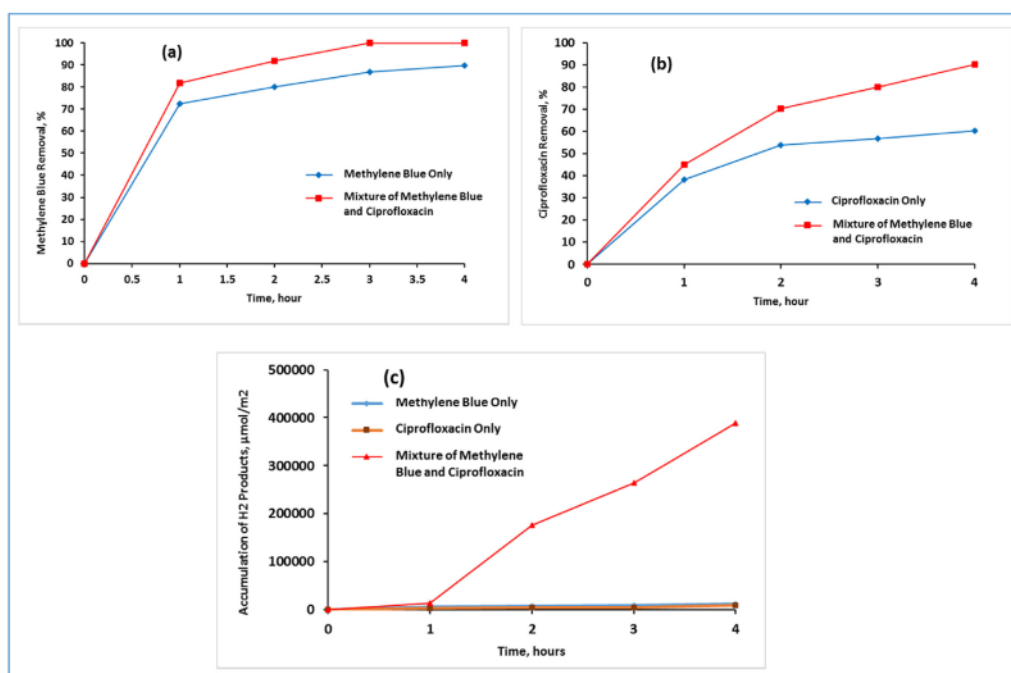 (a)
100
90
80
70
60
50
40
30
20
10
0
Methylene Blue Removal, %
Methylene Blue Only
Mixture of Methylene Blue
and Ciprofloxacin
0 0.5 1 1.5 2 2.5 3 3.5 4
Time, hour
(b)
100
90
80
70
60
50
40
30
20
10
0
Ciprofloxacin Removal, %
Ciprofloxacin Only
Mixture of Methylene Blue
and Ciprofloxacin
0 1 2 3 4
Time, hour
(c)
500000
400000
300000
200000
100000
0
Accumulation of H2 Products, µmol/m2
Methylene Blue Only
Ciprofloxacin Only
Mixture of Methylene
Blue and Ciprofloxacin
0 1 2 3 4
Time, hours